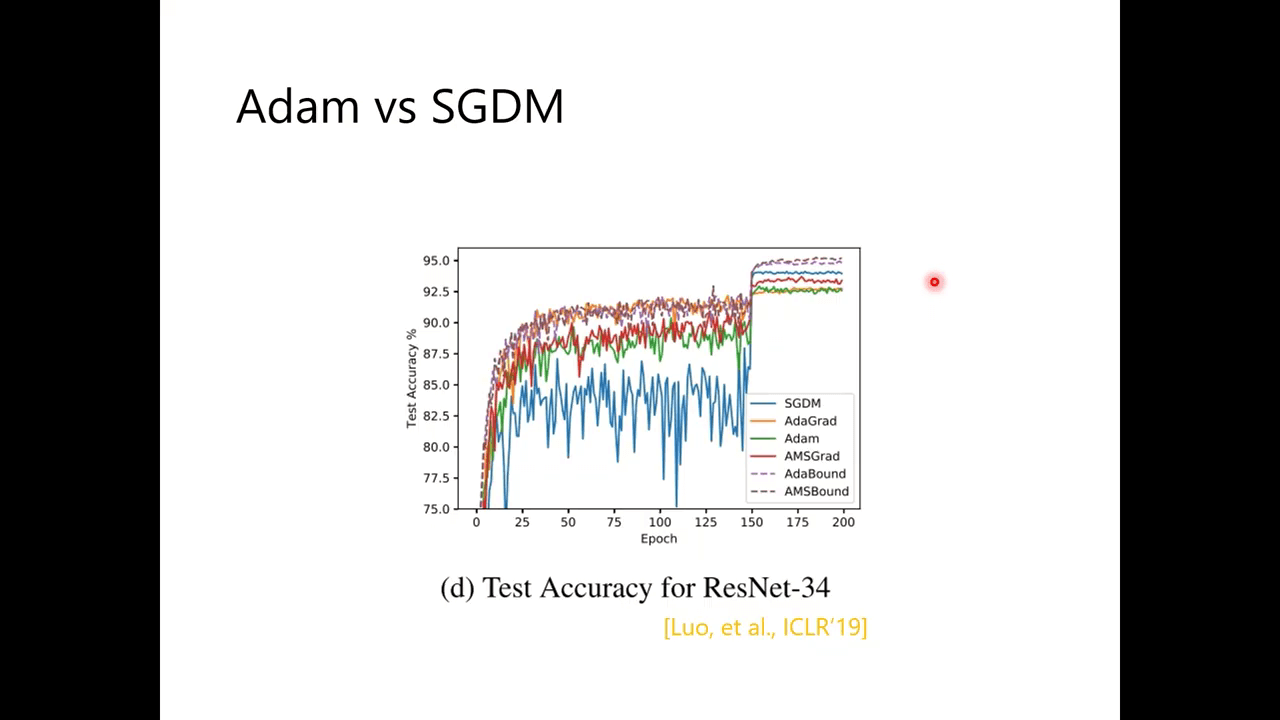 Adam vs SGDM
95.0
92.5
90.0
87.5
85.0
82.5
80.0
77.5
75.0
Test Accuracy %
0 25 50 75 100 125 150 175 200
Epoch
SGDM
AdaGrad
Adam
AMSGrad
AdaBound
AMSBound
(d) Test Accuracy for ResNet-34
[Luo, et al., ICLR’19]